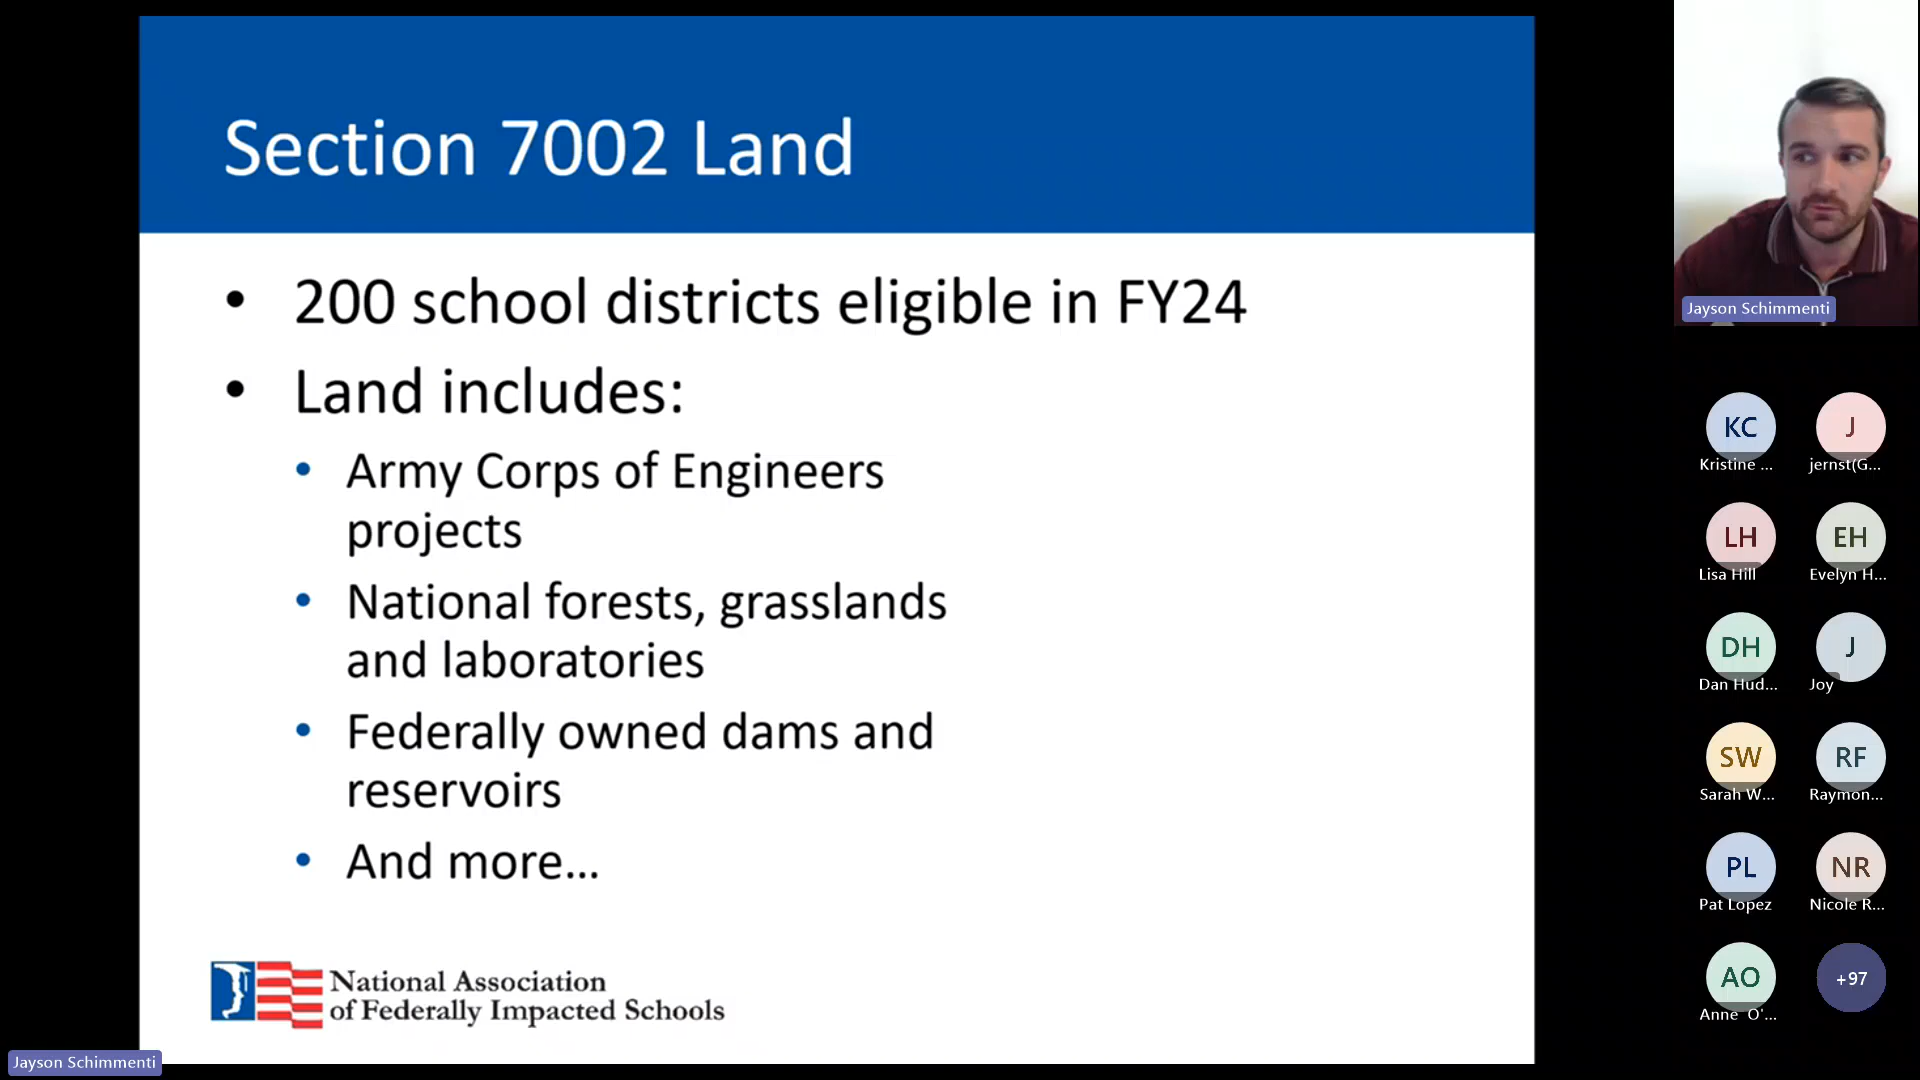 Section 7002 Land
• 200 school districts eligible in FY24
• Land includes:
• Army Corps of Engineers
projects
• National forests, grasslands
and laboratories
• Federally owned dams and
reservoirs
• And more...
National Association
of Federally Impacted Schools
Jayson Schimmenti
Jayson Schimmenti
KC
Kristine ...
J
jernst(G...
LH
Lisa Hill
EH
Evelyn H...
DH
Dan Hud...
J
Joy
SW
Sarah W...
RF
Raymon...
PL
Pat Lopez
NR
Nicole R...
AO
Anne O'...
+97